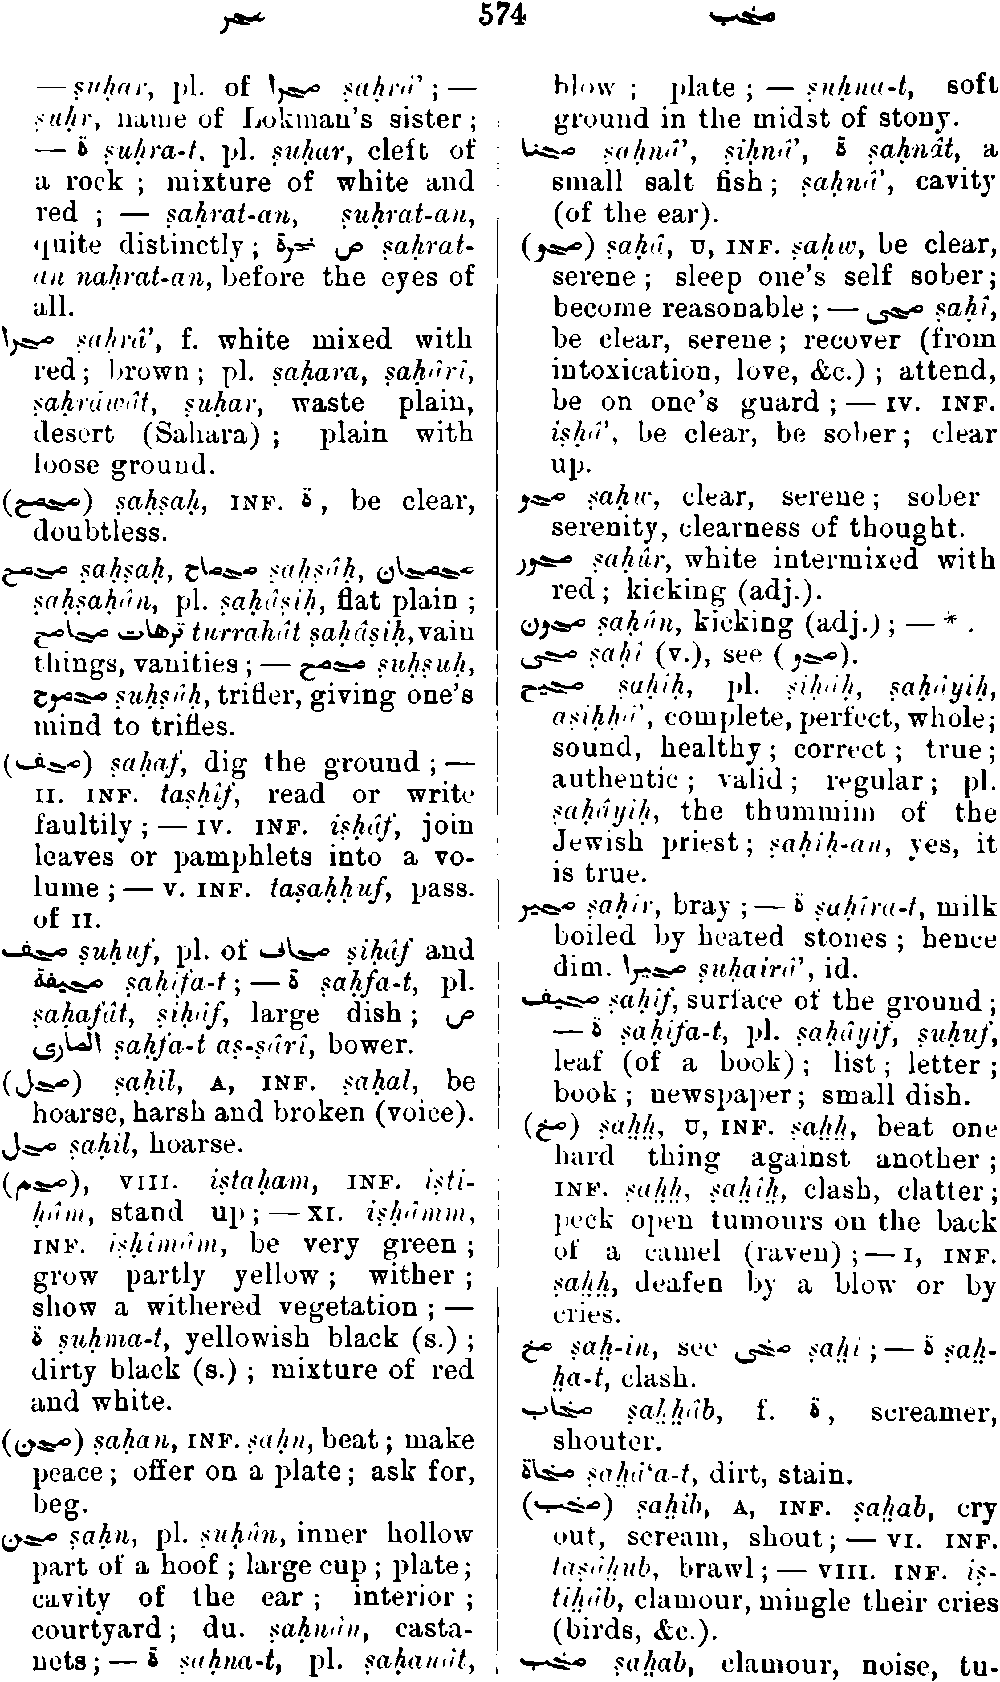 صحر 574 صخب
— ṣuḥar, pl. of صحرا ṣaḥrâ’ ; —
ṣuḥr, name of Lokman's sister ;
— ة ṣuḥra-t, pl. ṣuḥar, cleft of
a rock ; mixture of white and
red ; — ṣaḥrat-an, ṣuḥrat-an,
quite distinctly ; ص نحرة ṣaḥrat-
an naḥrat-an, before the eyes of
all.
صحرا ṣaḥrâ’, f. white mixed with
red ; brown ; pl. ṣaḥara, ṣaḥârî,
ṣaḥrâwât, ṣuḥar, waste plain,
desert (Sahara) ; plain with
loose ground.
(صحصح) ṣaḥṣaḥ, INF. ة, be clear,
doubtless.
صحصح ṣaḥṣaḥ, صحصاح ṣaḥṣâḥ, صحصحان
ṣaḥṣaḥân, pl. ṣaḥâṣiḥ, flat plain ;
ترهات صحاصح turrahât ṣaḥâṣiḥ, vain
things, vanities ; — صحصح ṣuḥṣuḥ,
صحصوح ṣuḥṣûḥ, trifler, giving one's
mind to trifles.
(صحف) ṣaḥaf, dig the ground ; —
II. INF. taṣḥîf, read or write
faultily ; — IV. INF. iṣḥâf, join
leaves or pamphlets into a vo-
lume ; — V. INF. taṣaḥḥuf, pass.
of II.
صحف ṣuḥuf, pl. of صحاف ṣiḥâf and
صحيفة ṣaḥîfa-t ; — ة ṣaḥfa-t, pl.
ṣaḥafât, ṣiḥâf, large dish ; ص
الصارى ṣaḥfa-t aṣ-ṣârî, bower.
(صحل) ṣaḥil, A, INF. ṣaḥal, be
hoarse, harsh and broken (voice).
صحل ṣaḥil, hoarse.
(صحم), VIII. iṣtaḥam, INF. iṣti-
ḥâm, stand up ; — XI. iṣḥâmm,
INF. iṣḥîmâm, be very green ;
grow partly yellow ; wither ;
show a withered vegetation ; —
ة ṣuḥma-t, yellowish black (s.) ;
dirty black (s.) ; mixture of red
and white.
(صحن) ṣaḥan, INF. ṣaḥn, beat ; make
peace ; offer on a plate ; ask for,
beg.
صحن ṣaḥn, pl. ṣuḥûn, inner hollow
part of a hoof ; large cup ; plate ;
cavity of the ear ; interior ;
courtyard ; du. ṣaḥnân, casta-
nets ; — ة ṣaḥna-t, pl. ṣaḥanât,
blow ; plate ; — ṣuḥna-t, soft
ground in the midst of stony.
صحنا ṣaḥnâ’, ṣiḥnâ’, ة ṣaḥnât, a
small salt fish ; ṣaḥnâ’, cavity
(of the ear).
(صحو) ṣaḥâ, U, INF. ṣaḥw, be clear,
serene ; sleep one's self sober ;
become reasonable ; — صحى ṣaḥî,
be clear, serene ; recover (from
intoxication, love, &c.) ; attend,
be on one's guard ; — IV. INF.
iṣḥâ’, be clear, be sober ; clear
up.
صحو ṣaḥw, clear, serene ; sober
serenity, clearness of thought.
صحور ṣaḥûr, white intermixed with
red ; kicking (adj.).
صحون ṣaḥûn, kicking (adj.) ; — * .
صحى ṣaḥî (v.), see (صحو).
صحيح ṣaḥîḥ, pl. ṣiḥâḥ, ṣaḥâyiḥ,
aṣiḥḥâ’, complete, perfect, whole ;
sound, healthy ; correct ; true ;
authentic ; valid ; regular ; pl.
ṣaḥâyiḥ, the thummim of the
Jewish priest ; ṣaḥîḥ-an, yes, it
is true.
صحير ṣaḥîr, bray ; — ة ṣaḥîra-t, milk
boiled by heated stones ; hence
dim. صحيرا ṣuḥairâ’, id.
صحيف ṣaḥîf, surface of the ground ;
— ة ṣaḥîfa-t, pl. ṣaḥâyif, ṣuḥuf,
leaf (of a book) ; list ; letter ;
book ; newspaper ; small dish.
(صخ) ṣaḫḫ, U, INF. ṣaḫḫ, beat one
hard thing against another ;
INF. ṣaḫḫ, ṣaḫîḫ, clash, clatter ;
peck open tumours on the back
of a camel (raven) ; — I, INF.
ṣaḫḫ, deafen by a blow or by
cries.
صخ ṣaḫ-in, see صخى ṣaḫî ; — ة ṣaḫ-
ḫa-t, clash.
صخاب ṣaḫḫâb, f. ة, screamer,
shouter.
صخاة ṣaḫâ‘a-t, dirt, stain.
(صخب) ṣaḫib, A, INF. ṣaḫab, cry
out, scream, shout ; — VI. INF.
taṣâḫub, brawl ; — VIII. INF. iṣ-
tiḫâb, clamour, mingle their cries
(birds, &c.).
صخب ṣaḫab, clamour, noise, tu-